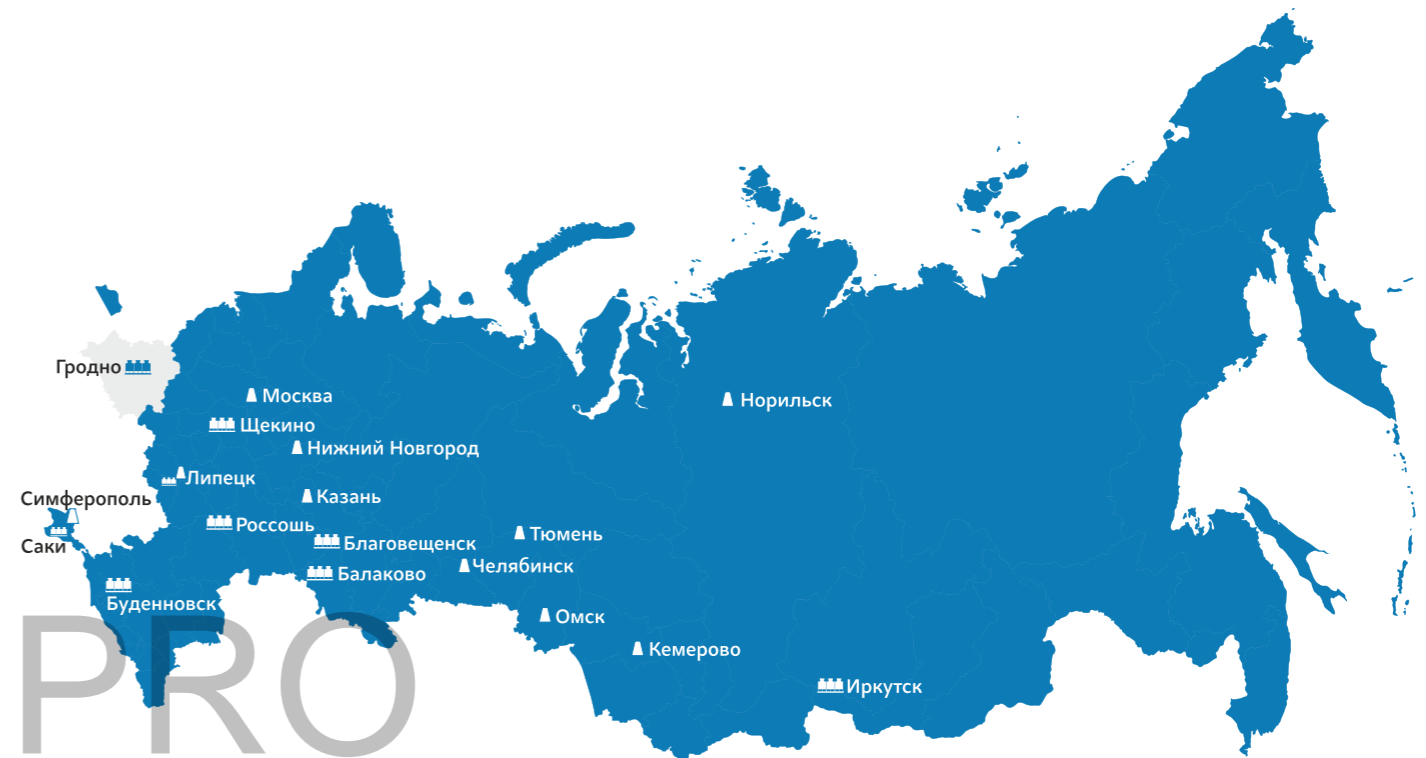 Гродно
Москва
Норильск
Щекино
Нижний Новгород
Липецк
Симферополь
Казань
Россошь
Тюмень
Саки
Благовещенск
Челябинск
Балаково
Буденновск
Омск
Кемерово
Иркутск
PRO